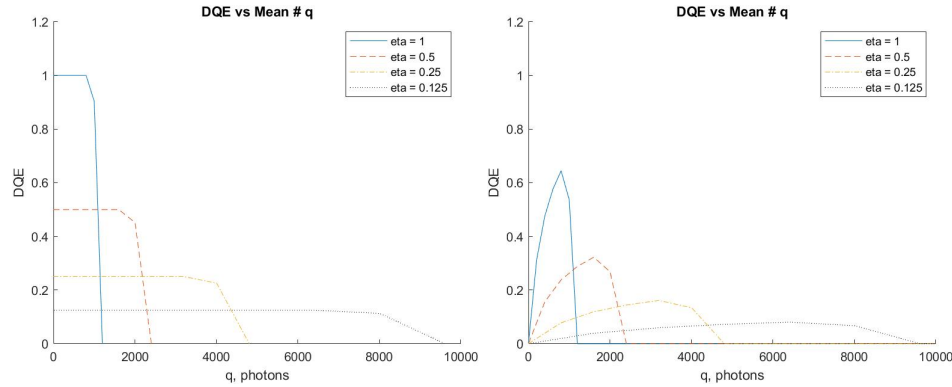 DQE vs Mean # q
1.2
1
0.8
0.6
0.4
0.2
0
DQE
eta = 1
eta = 0.5
eta = 0.25
eta = 0.125
0 2000 4000 6000 8000 10000
q, photons
DQE vs Mean # q
1.2
1
0.8
0.6
0.4
0.2
0
DQE
eta = 1
eta = 0.5
eta = 0.25
eta = 0.125
0 2000 4000 6000 8000 10000
q, photons